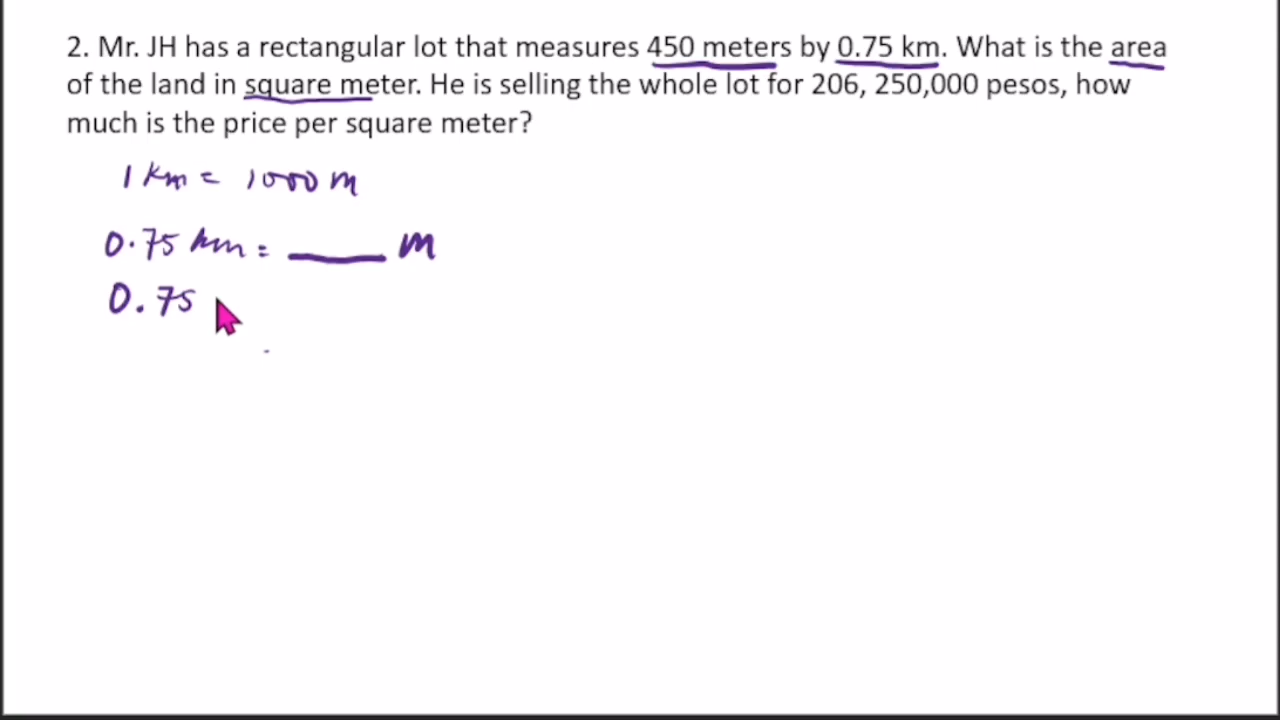 2. Mr. JH has a rectangular lot that measures 450 meters by 0.75 km. What is the area
of the land in square meter. He is selling the whole lot for 206, 250,000 pesos, how
much is the price per square meter?
1 km = 1000 m
0.75 km = ____ m
0.75